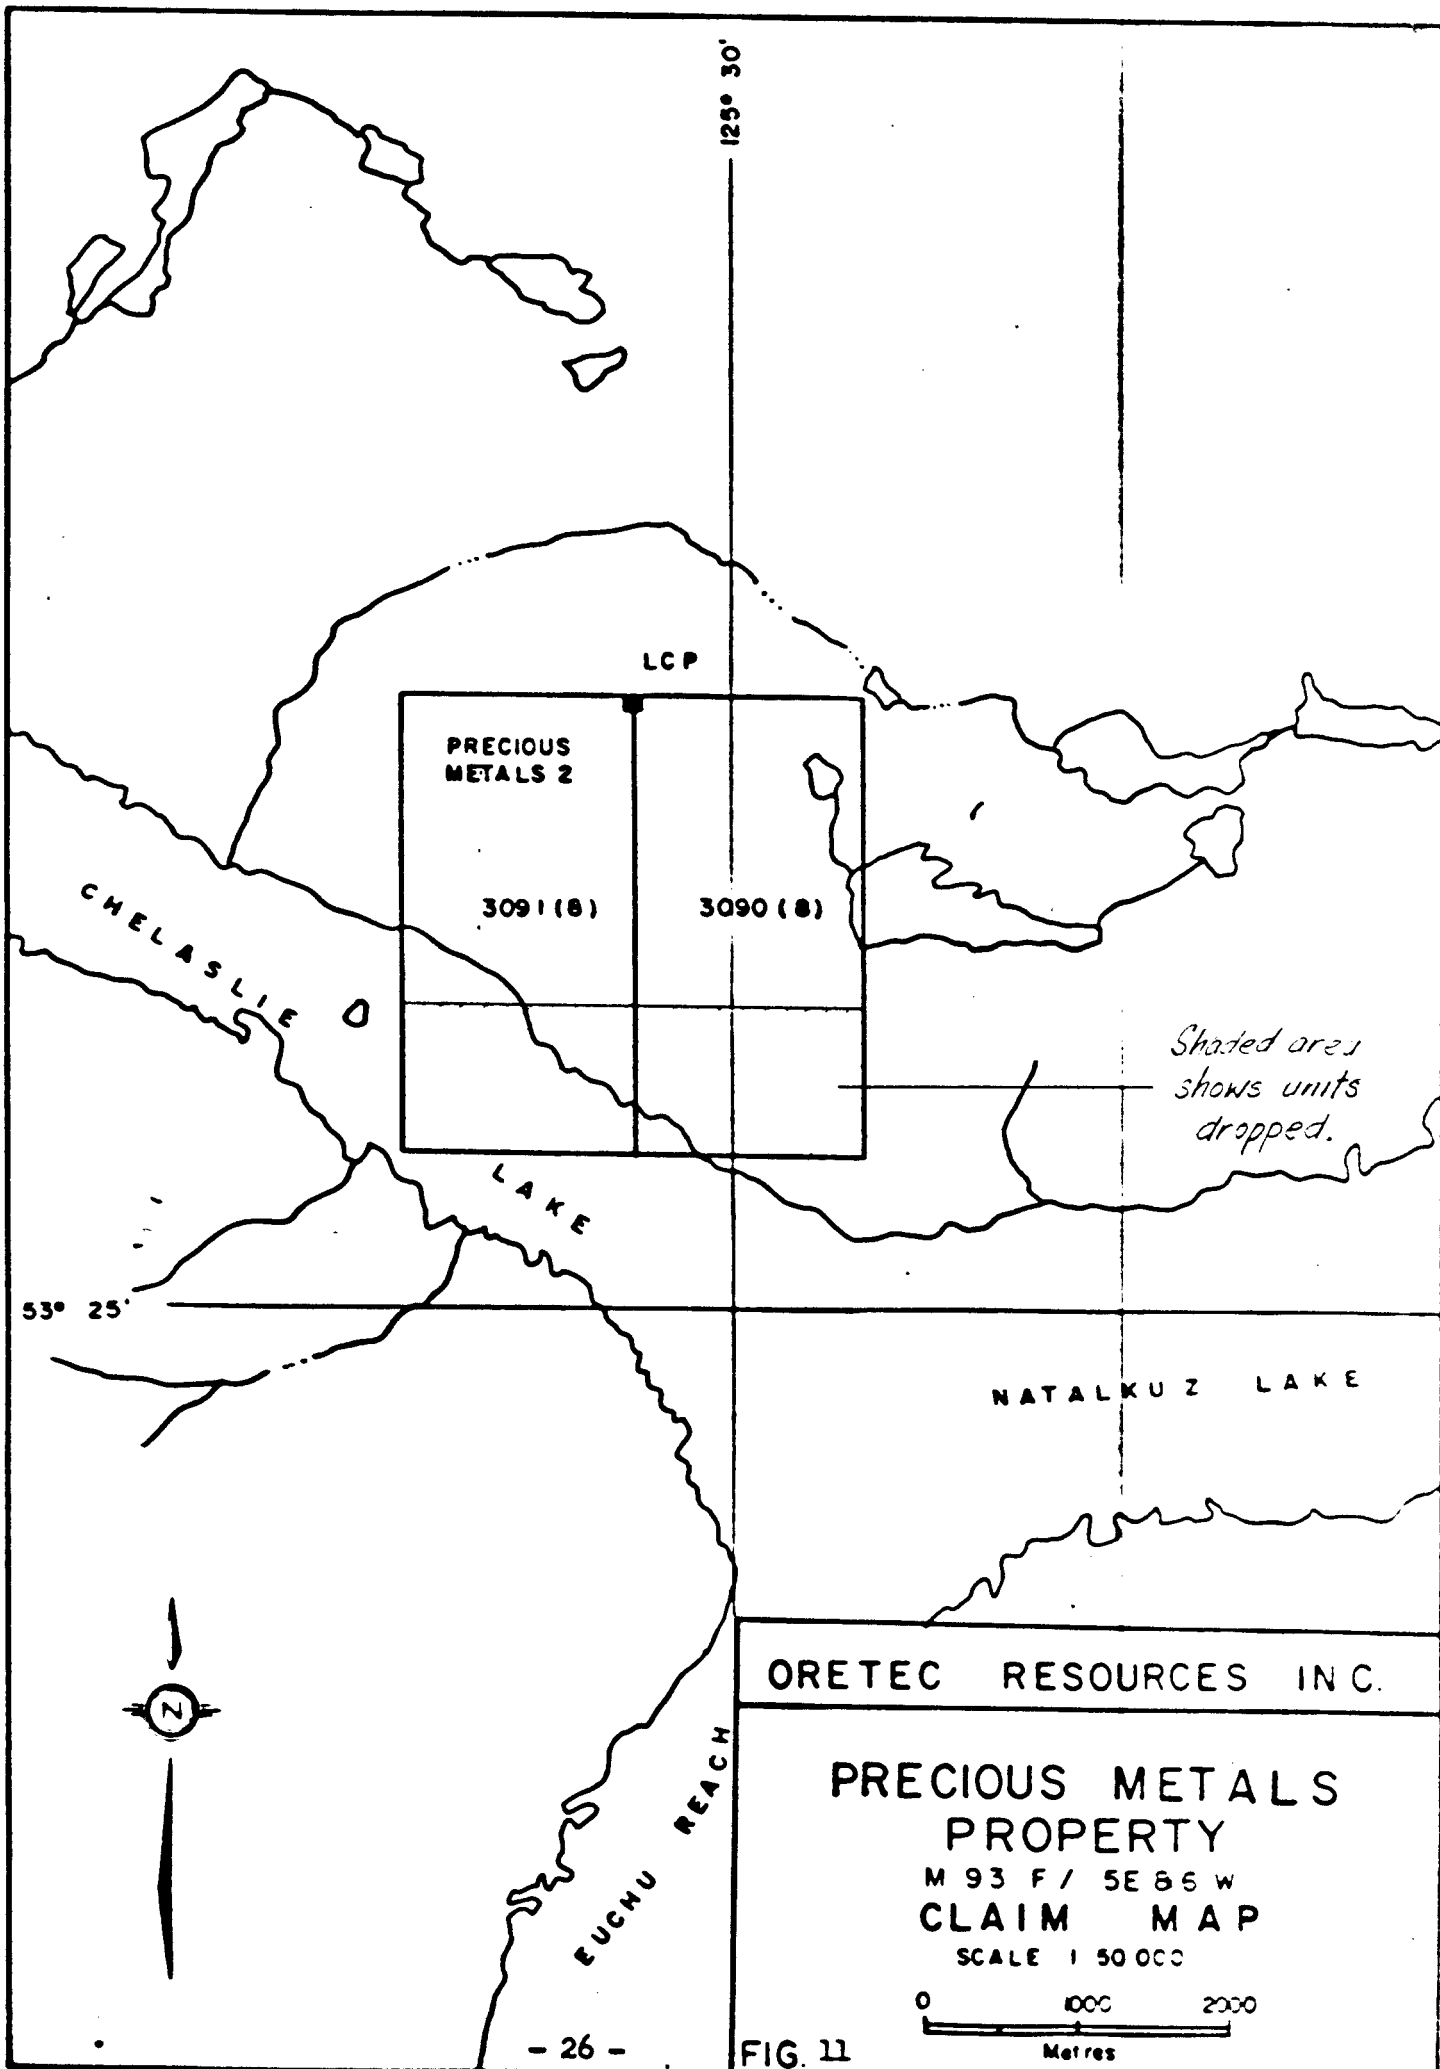 125° 30'
LCP
PRECIOUS
METALS 2
3091 (8)
3090 (8)
CHELASLIE
LAKE
Shaded area
shows units
dropped.
53° 25'
NATALKUZ LAKE
N
EUCHU REACH
ORETEC RESOURCES INC.
PRECIOUS METALS
PROPERTY
M 93 F / 5E & 6 W
CLAIM MAP
SCALE 1 50 000
0 1000 2000
Metres
- 26 -
FIG. 11